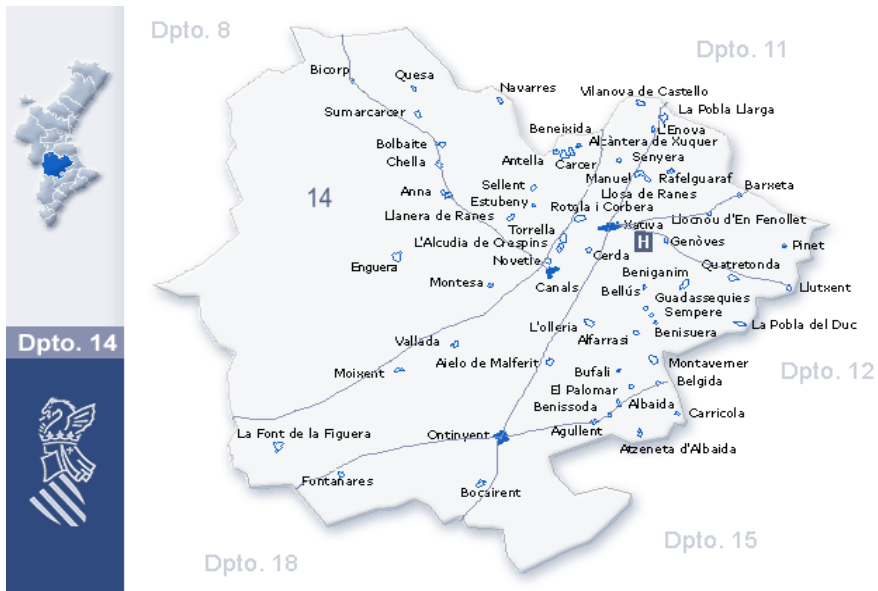 Dpto. 8
Dpto. 11
Bicorp
Quesa
Navarres
Vilanova de Castello
Sumarcarcer
La Pobla Llarga
Beneixida
L'Enova
Bolbaite
Alcàntera de Xuquer
Chella
Antella
Carcer
Senyera
14
Anna
Sellent
Manuel
Rafelguaraf
Barxeta
Estubeny
Llosa de Ranes
Llanera de Ranes
Rotgla i Corbera
Torrella
Xativa
Llocnou d'En Fenollet
L'Alcudia de Crespins
H
Genòves
Pinet
Enguera
Novetle
Cerda
Quatretonda
Montesa
Canals
Beniganim
Bellús
Llutxent
Guadassequies
Sempere
L'olleria
Benisuera
La Pobla del Duc
Dpto. 14
Vallada
Alfarrasi
Moixent
Aielo de Malferit
Bufali
Montaverner
Dpto. 12
El Palomar
Belgida
Benissoda
Albaida
Carricola
La Font de la Figuera
Ontinyent
Agullent
Atzeneta d'Albaida
Fontanares
Bocairent
Dpto. 15
Dpto. 18